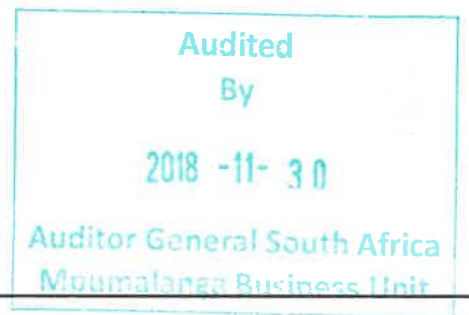 Audited
By
2018 -11- 30
Auditor General South Africa
Mpumalanga Business Unit